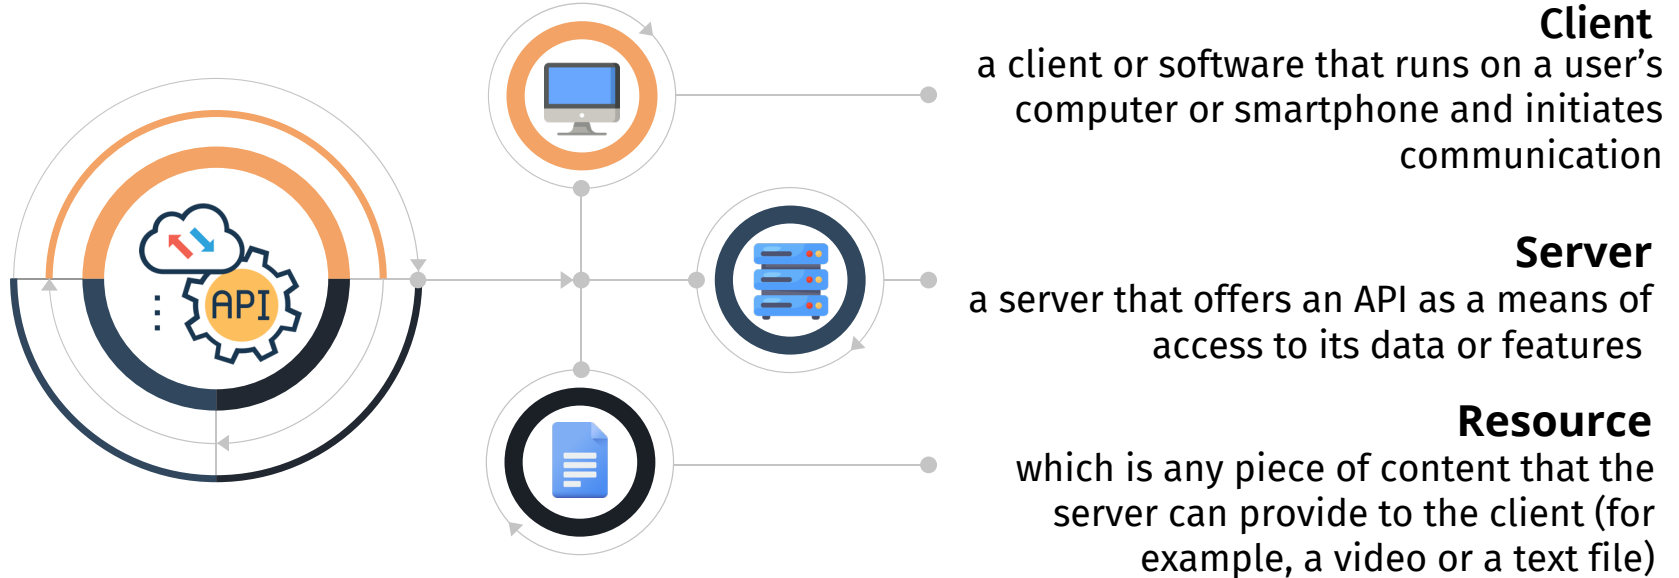 API
Client
a client or software that runs on a user's
computer or smartphone and initiates
communication
Server
a server that offers an API as a means of
access to its data or features
Resource
which is any piece of content that the
server can provide to the client (for
example, a video or a text file)